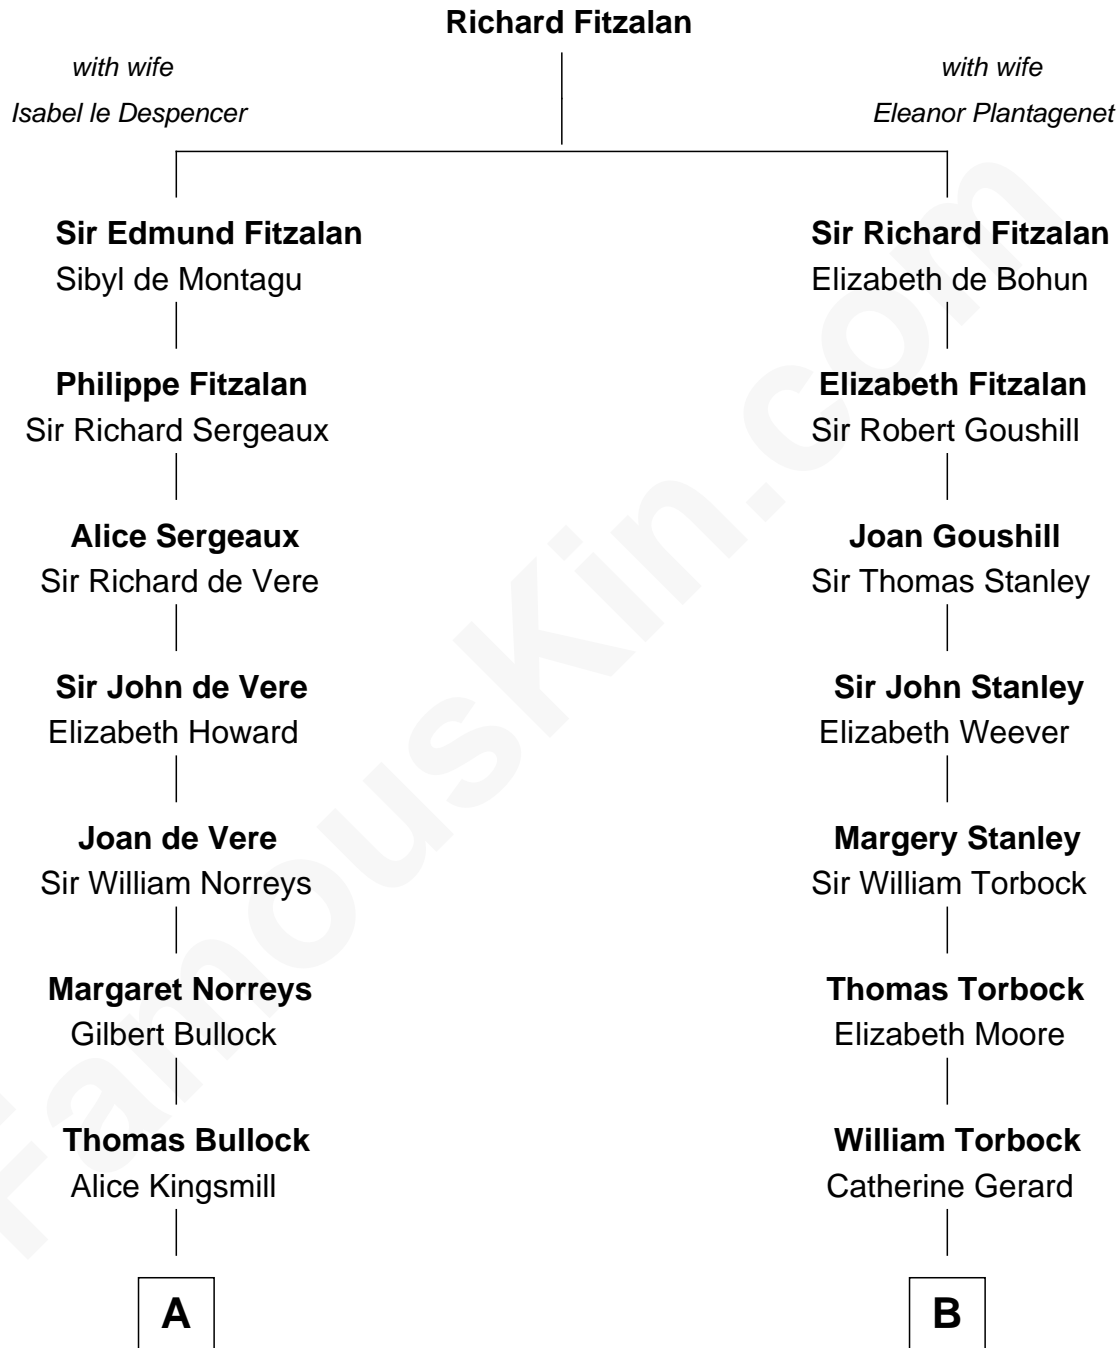 Richard Fitzalan
with wife
Isabel le Despencer
with wife
Eleanor Plantagenet
Sir Edmund Fitzalan
Sibyl de Montagu
Sir Richard Fitzalan
Elizabeth de Bohun
Philippe Fitzalan
Sir Richard Sergeaux
Elizabeth Fitzalan
Sir Robert Goushill
Alice Sergeaux
Sir Richard de Vere
Joan Goushill
Sir Thomas Stanley
Sir John de Vere
Elizabeth Howard
Sir John Stanley
Elizabeth Weever
Joan de Vere
Sir William Norreys
Margery Stanley
Sir William Torbock
Margaret Norreys
Gilbert Bullock
Thomas Torbock
Elizabeth Moore
Thomas Bullock
Alice Kingsmill
William Torbock
Catherine Gerard
A
B
FamousKin.com